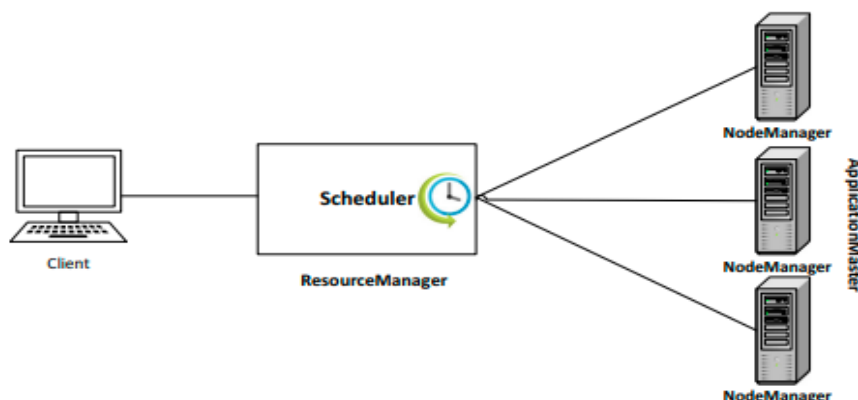 Client
Scheduler
ResourceManager
NodeManager
NodeManager
NodeManager
ApplicationMaster